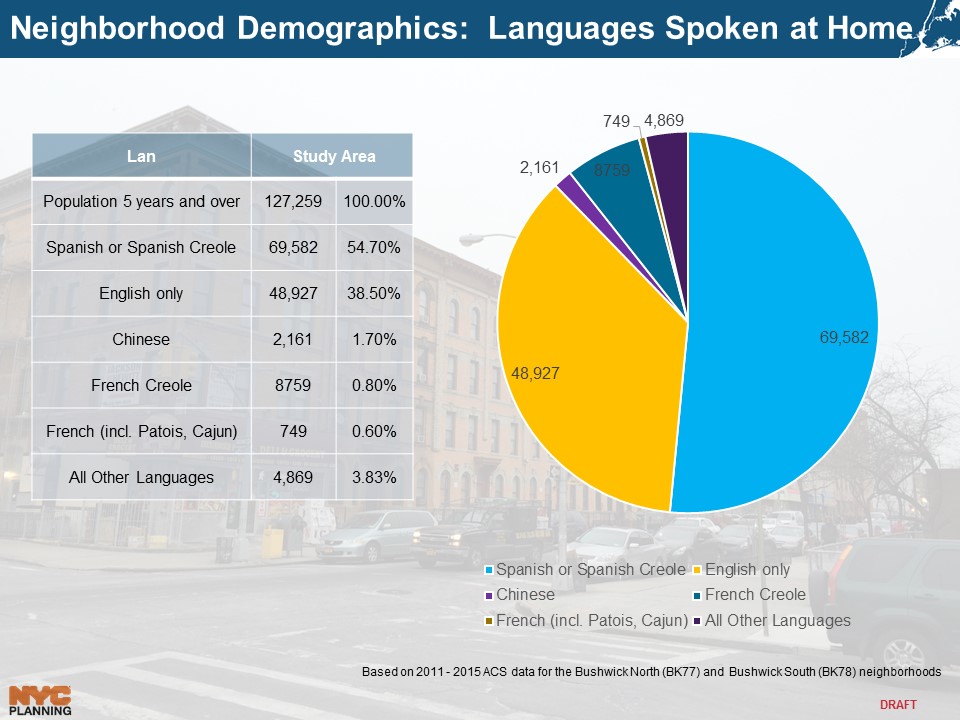 Neighborhood Demographics: Languages Spoken at Home
Lan Study Area
Population 5 years and over 127,259 100.00%
Spanish or Spanish Creole 69,582 54.70%
English only 48,927 38.50%
Chinese 2,161 1.70%
French Creole 8759 0.80%
French (incl. Patois, Cajun) 749 0.60%
All Other Languages 4,869 3.83%
749 4,869
2,161 8759
69,582
48,927
Spanish or Spanish Creole English only
Chinese French Creole
French (incl. Patois, Cajun) All Other Languages
Based on 2011 - 2015 ACS data for the Bushwick North (BK77) and Bushwick South (BK78) neighborhoods
NYC
PLANNING
DRAFT